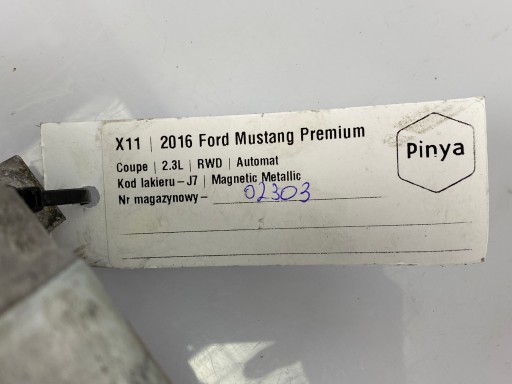 X11 | 2016 Ford Mustang Premium
Coupe | 2.3L | RWD | Automat
Kod lakieru – J7 | Magnetic Metallic
Nr magazynowy – 02303
Pinya